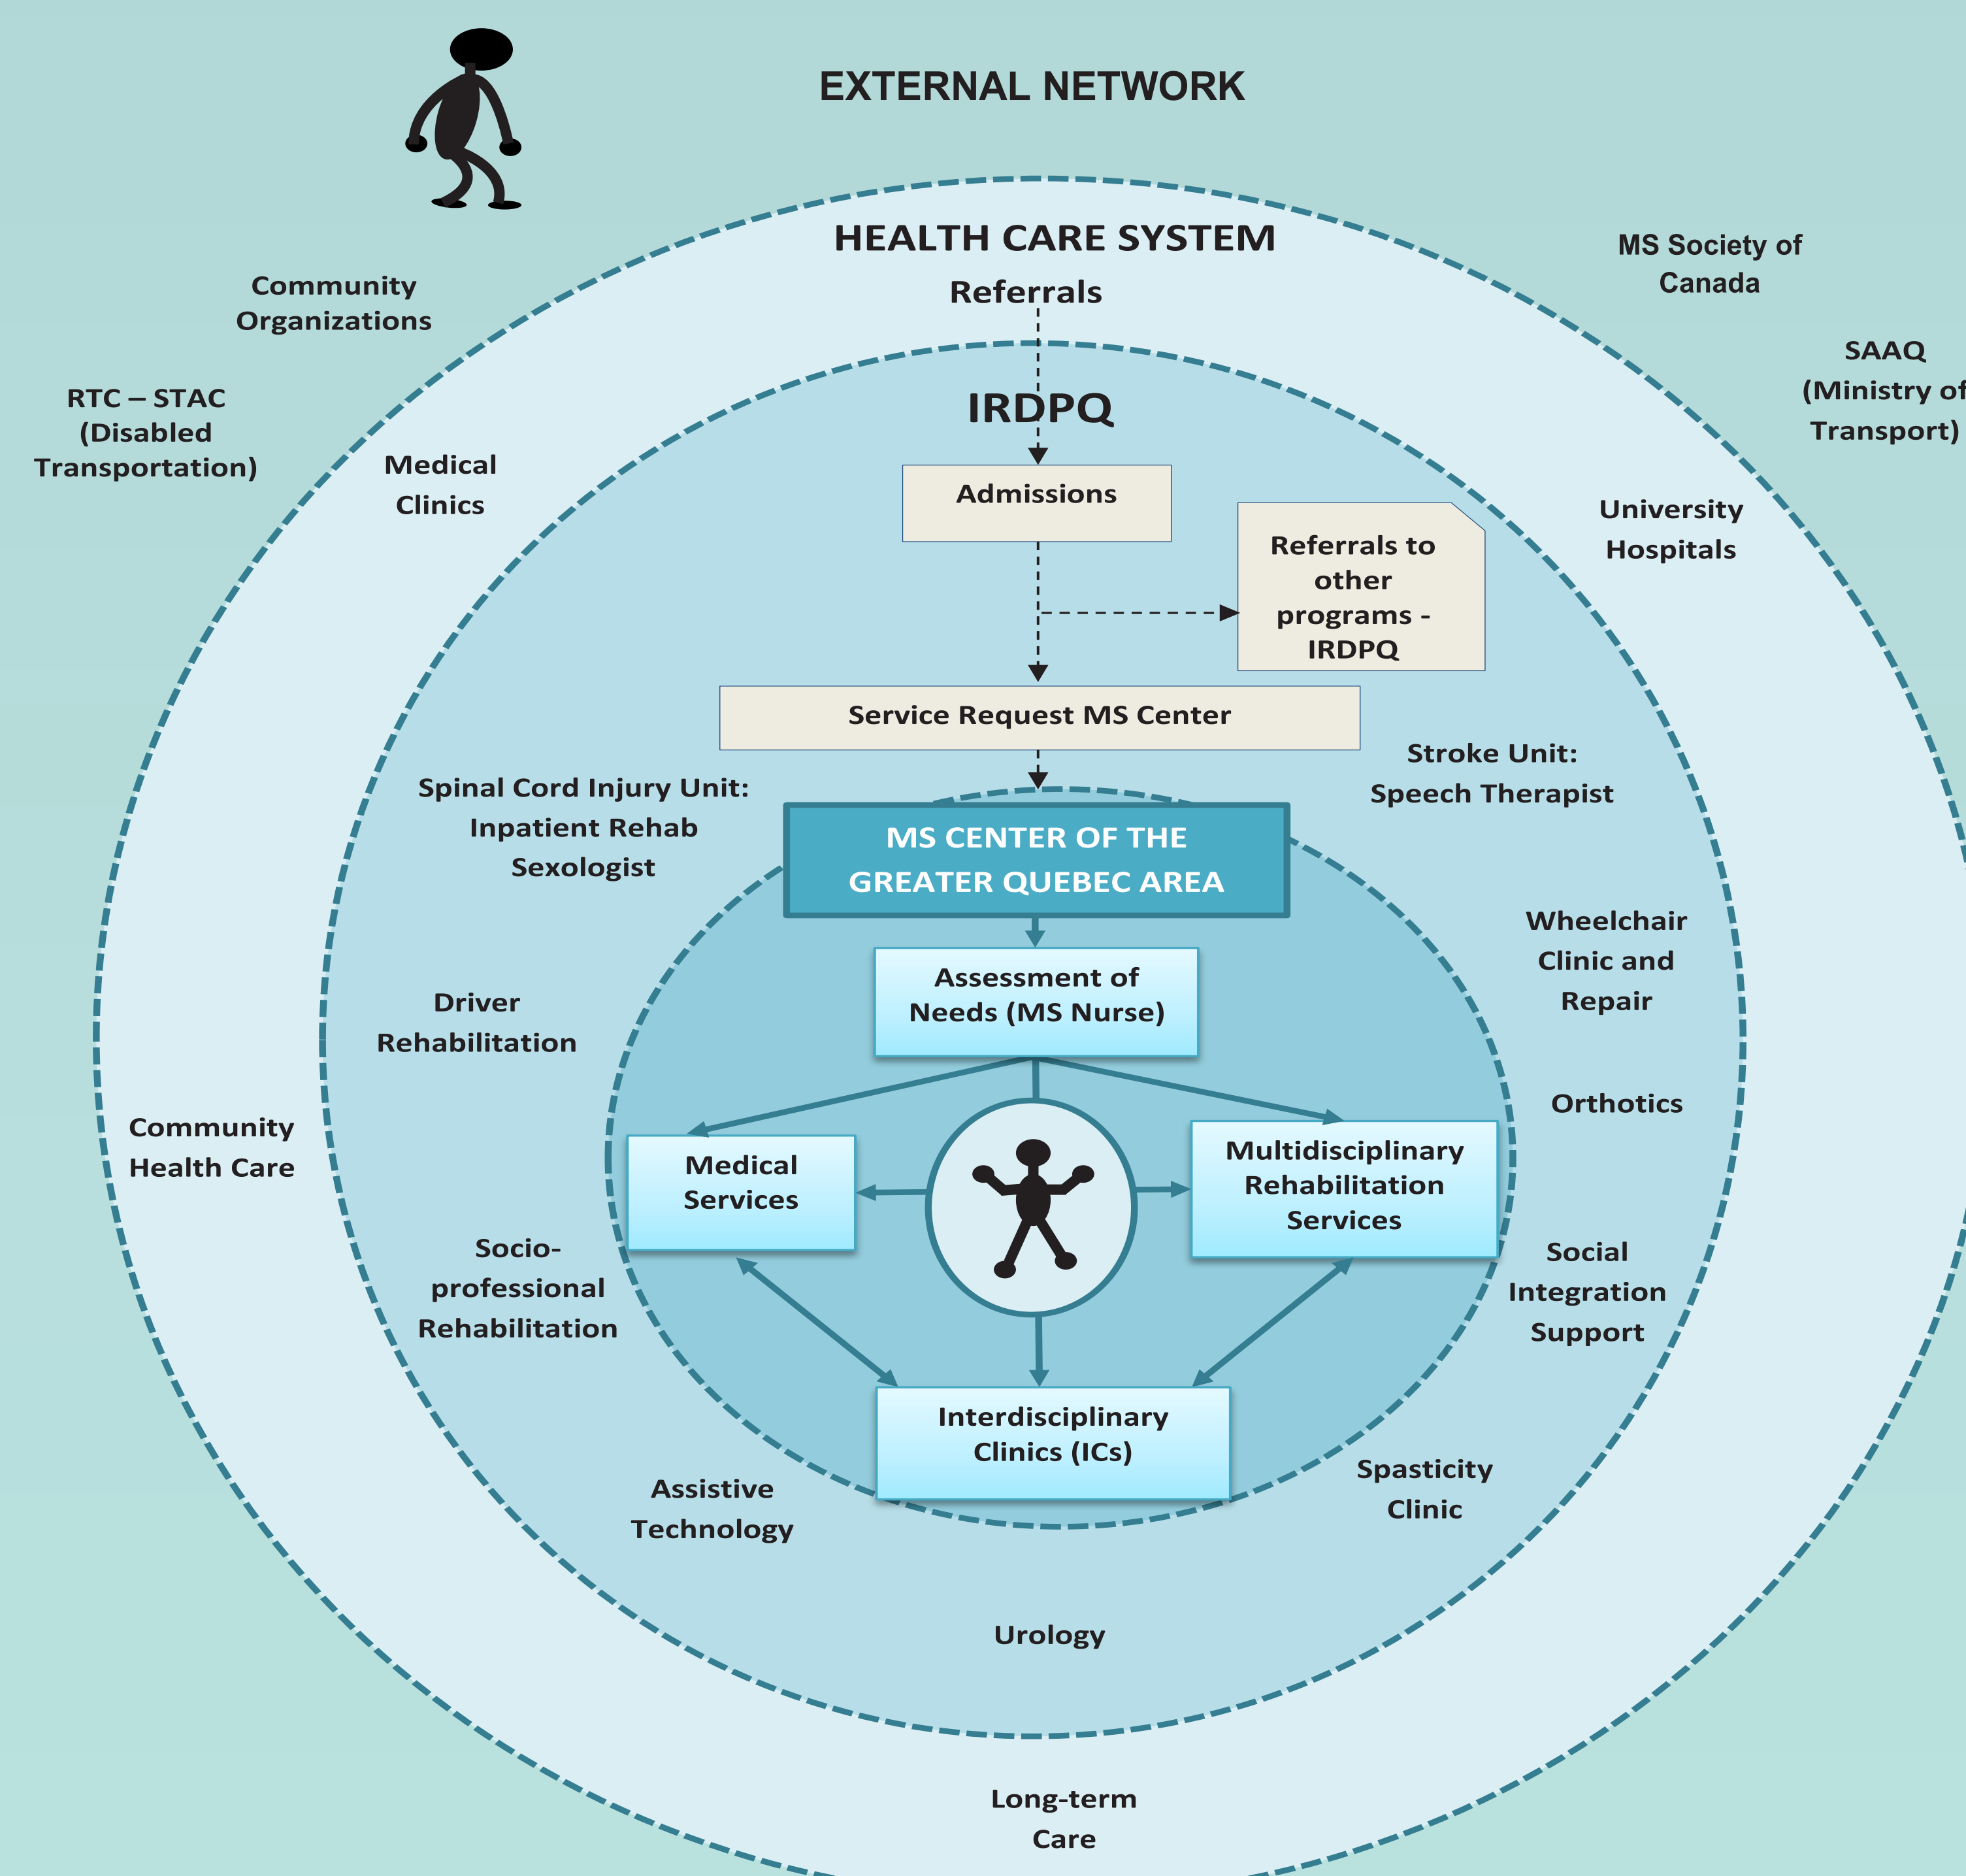 EXTERNAL NETWORK
HEALTH CARE SYSTEM
Referrals
MS Society of
Canada
Community
Organizations
SAAQ
(Ministry of
Transport)
RTC – STAC
(Disabled
Transportation)
IRDPQ
Medical
Clinics
Admissions
University
Hospitals
Referrals to
other
programs -
IRDPQ
Service Request MS Center
Stroke Unit:
Speech Therapist
Spinal Cord Injury Unit:
Inpatient Rehab
Sexologist
MS CENTER OF THE
GREATER QUEBEC AREA
Wheelchair
Clinic and
Repair
Assessment of
Needs (MS Nurse)
Driver
Rehabilitation
Orthotics
Community
Health Care
Medical
Services
Multidisciplinary
Rehabilitation
Services
Socio-
professional
Rehabilitation
Social
Integration
Support
Interdisciplinary
Clinics (ICs)
Assistive
Technology
Spasticity
Clinic
Urology
Long-term
Care